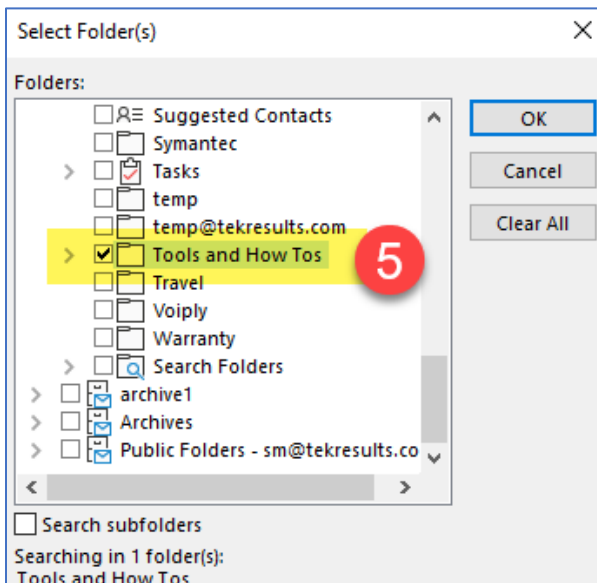 Select Folder(s)
Folders:
Suggested Contacts
Symantec
Tasks
temp
temp@tekresults.com
Tools and How Tos
5
Travel
Voiply
Warranty
Search Folders
archive1
Archives
Public Folders - sm@tekresults.co
OK
Cancel
Clear All
Search subfolders
Searching in 1 folder(s):
Tools and How Tos